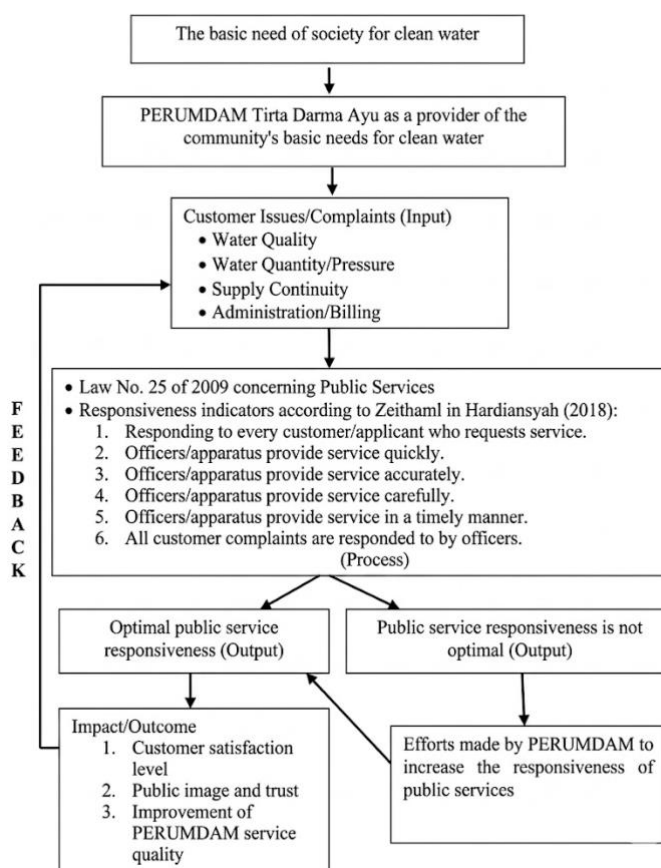 The basic need of society for clean water
PERUMDAM Tirta Darma Ayu as a provider of the
community's basic needs for clean water
Customer Issues/Complaints (Input)
• Water Quality
• Water Quantity/Pressure
• Supply Continuity
• Administration/Billing
• Law No. 25 of 2009 concerning Public Services
• Responsiveness indicators according to Zeithaml in Hardiansyah (2018):
1. Responding to every customer/applicant who requests service.
2. Officers/apparatus provide service quickly.
3. Officers/apparatus provide service accurately.
4. Officers/apparatus provide service carefully.
5. Officers/apparatus provide service in a timely manner.
6. All customer complaints are responded to by officers.
(Process)
F
E
E
D
B
A
C
K
Optimal public service
responsiveness (Output)
Public service responsiveness is not
optimal (Output)
Impact/Outcome
1. Customer satisfaction
level
2. Public image and trust
3. Improvement of
PERUMDAM service
quality
Efforts made by PERUMDAM to
increase the responsiveness of
public services